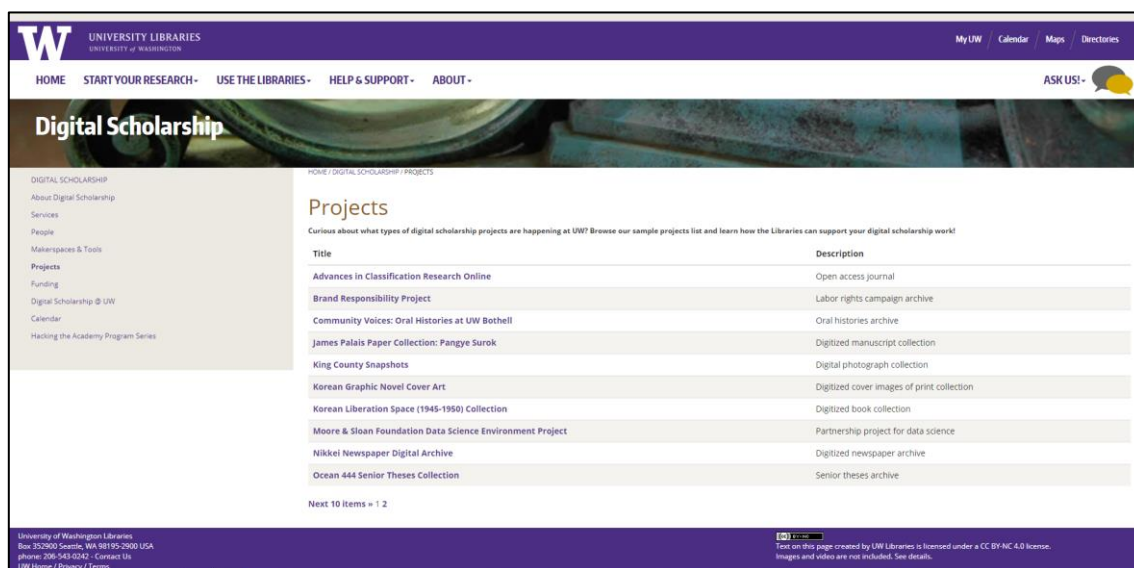 W
UNIVERSITY LIBRARIES
UNIVERSITY of WASHINGTON
My UW / Calendar / Maps / Directories
HOME START YOUR RESEARCH USE THE LIBRARIES HELP & SUPPORT ABOUT ASK US!
Digital Scholarship
DIGITAL SCHOLARSHIP
About Digital Scholarship
Services
People
Makerspaces & Tools
Projects
Funding
Digital Scholarship @ UW
Calendar
Hacking the Academy Program Series
HOME / DIGITAL SCHOLARSHIP / PROJECTS
Projects
Curious about what types of digital scholarship projects are happening at UW? Browse our sample projects list and learn how the Libraries can support your digital scholarship work!
Title Description
Advances in Classification Research Online Open access journal
Brand Responsibility Project Labor rights campaign archive
Community Voices: Oral Histories at UW Bothell Oral histories archive
James Palais Paper Collection: Pangye Surok Digitized manuscript collection
King County Snapshots Digital photograph collection
Korean Graphic Novel Cover Art Digitized cover images of print collection
Korean Liberation Space (1945-1950) Collection Digitized book collection
Moore & Sloan Foundation Data Science Environment Project Partnership project for data science
Nikkei Newspaper Digital Archive Digitized newspaper archive
Ocean 444 Senior Theses Collection Senior theses archive
Next 10 items » 1 2
University of Washington Libraries
Box 352900 Seattle, WA 98195-2900 USA
phone: 206-543-0242 - Contact Us
UW Home / Privacy / Terms
(cc) BY-NC
Text on this page created by UW Libraries is licensed under a CC BY-NC 4.0 license.
Images and video are not included. See details.